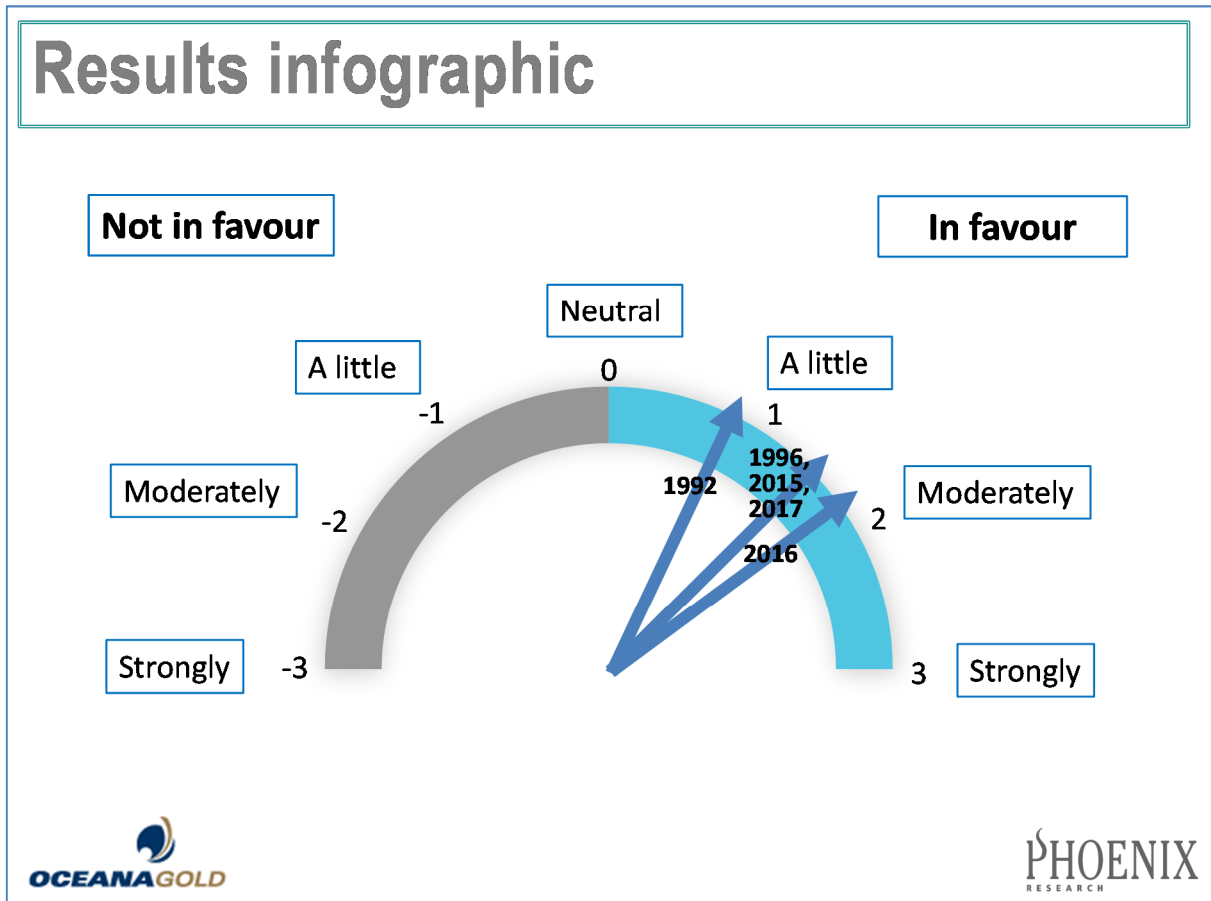 Results infographic
Not in favour
In favour
Neutral
A little
0
A little
-1
1
1996,
2015,
2017
1992
Moderately
-2
2
Moderately
2016
Strongly
-3
3
Strongly
OCEANAGOLD
PHOENIX
RESEARCH